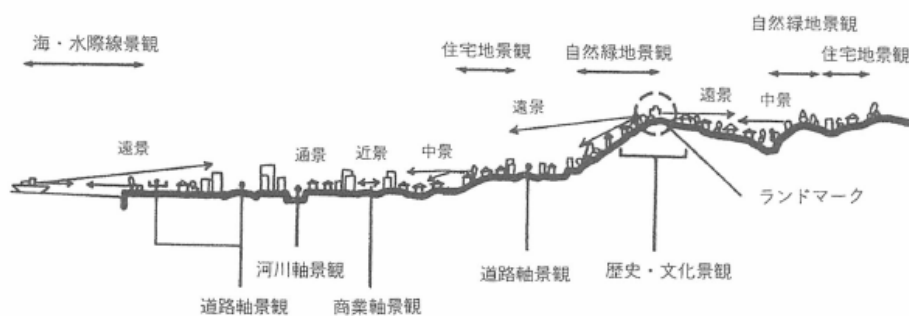 自然緑地景観
海・水際線景観
住宅地景観
自然緑地景観
住宅地景観
遠景
遠景
中景
遠景
通景
近景
中景
ランドマーク
河川軸景観
道路軸景観
歴史・文化景観
道路軸景観
商業軸景観